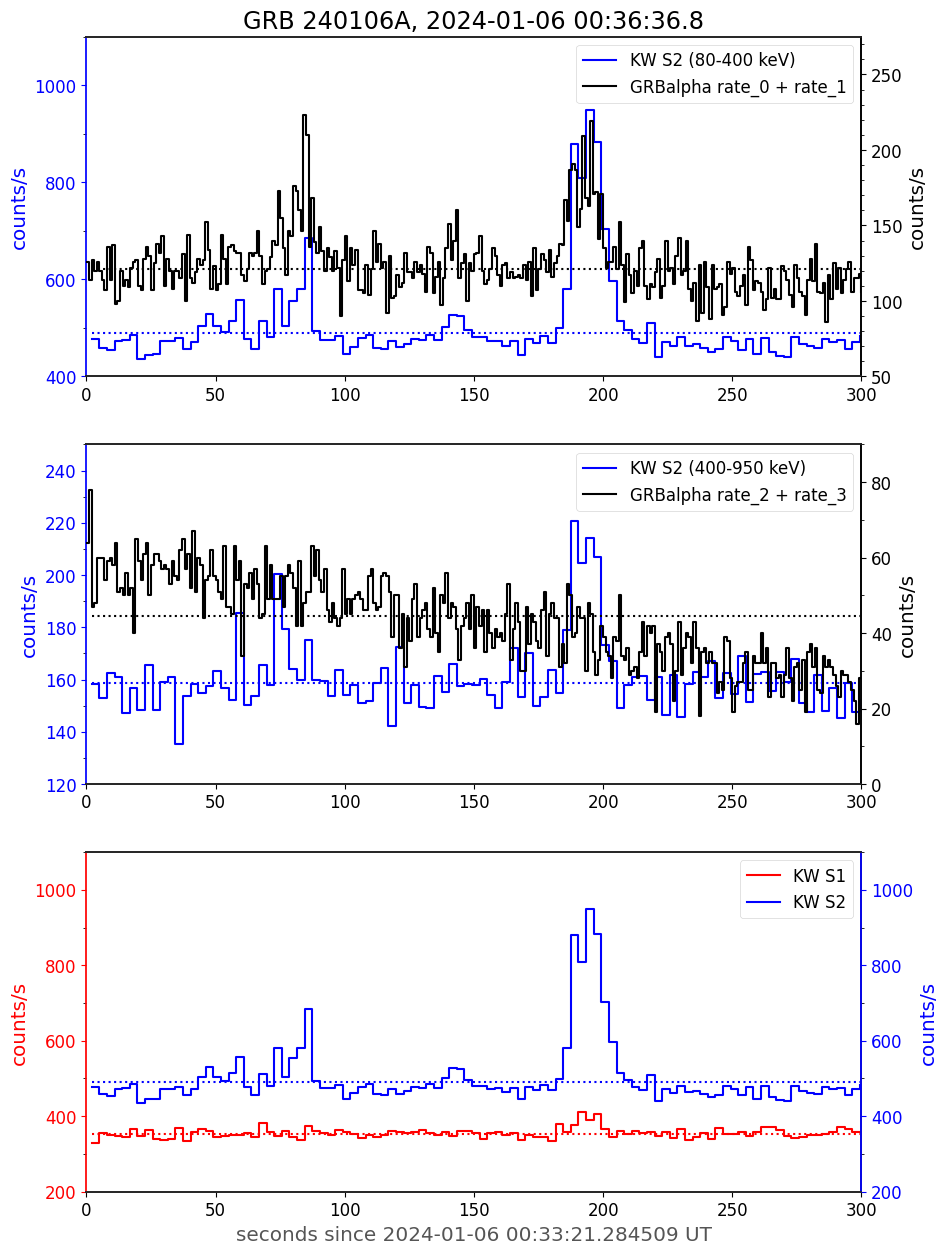 GRB 240106A, 2024-01-06 00:36:36.8
KW S2 (80-400 keV)
GRBalpha rate_0 + rate_1
counts/s
1000
800
600
400
250
200
150
100
50
counts/s
0 50 100 150 200 250 300
KW S2 (400-950 keV)
GRBalpha rate_2 + rate_3
counts/s
240
220
200
180
160
140
120
80
60
40
20
0
counts/s
0 50 100 150 200 250 300
KW S1
KW S2
counts/s
1000
800
600
400
200
1000
800
600
400
200
counts/s
0 50 100 150 200 250 300
seconds since 2024-01-06 00:33:21.284509 UT